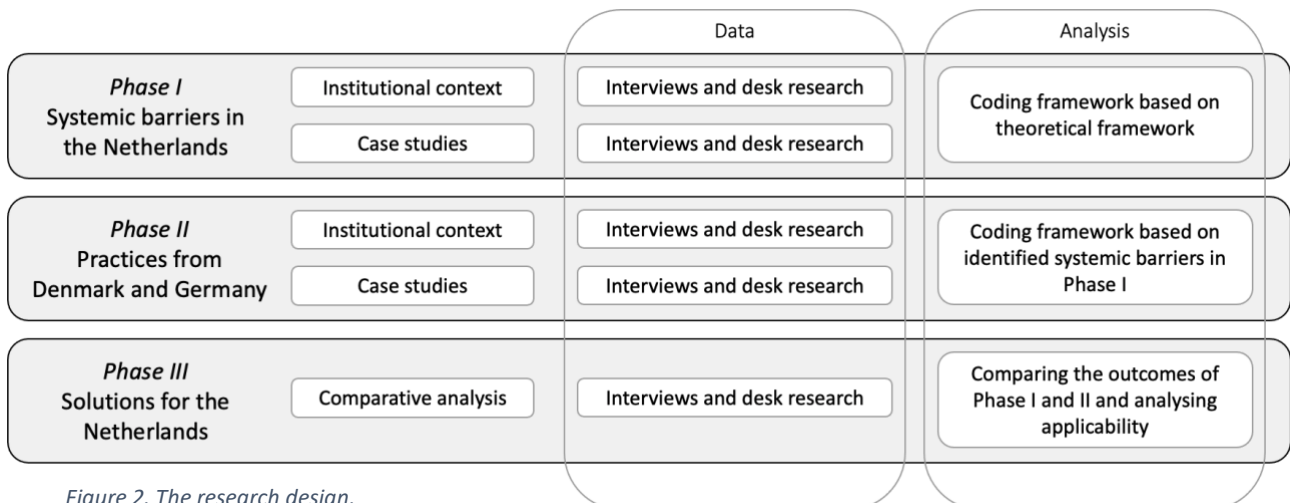 Data
Analysis
Phase I
Systemic barriers in
the Netherlands
Institutional context
Case studies
Interviews and desk research
Interviews and desk research
Coding framework based on
theoretical framework
Phase II
Practices from
Denmark and Germany
Institutional context
Case studies
Interviews and desk research
Interviews and desk research
Coding framework based on
identified systemic barriers in
Phase I
Phase III
Solutions for the
Netherlands
Comparative analysis
Interviews and desk research
Comparing the outcomes of
Phase I and II and analysing
applicability
Figure 2. The research design.